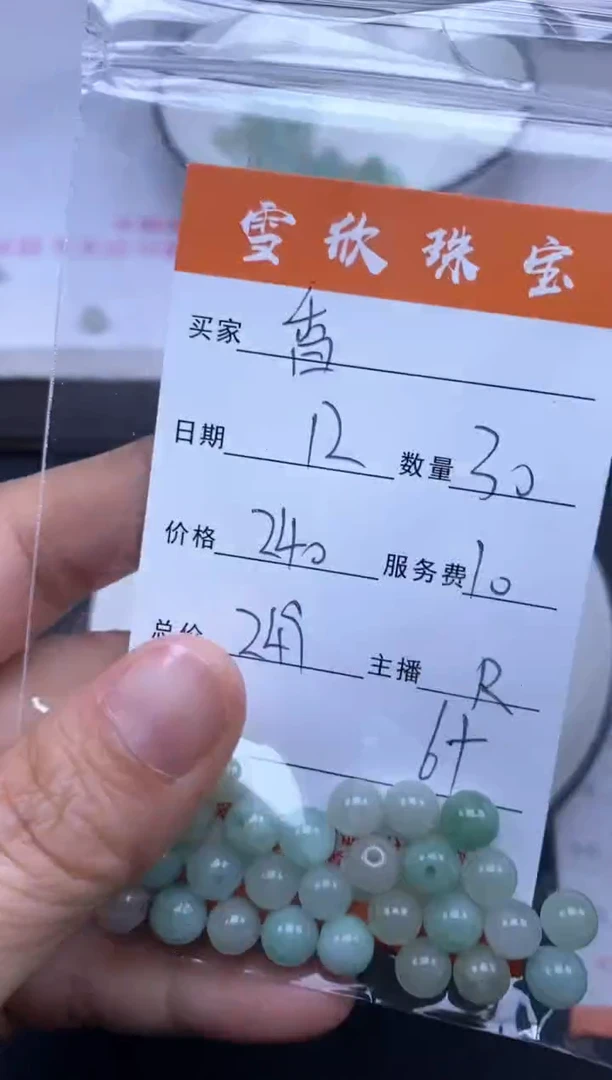 雪欣珠宝
买家 香
日期 12 数量 30
价格 240 服务费 10
总价 249 主播 R
6+